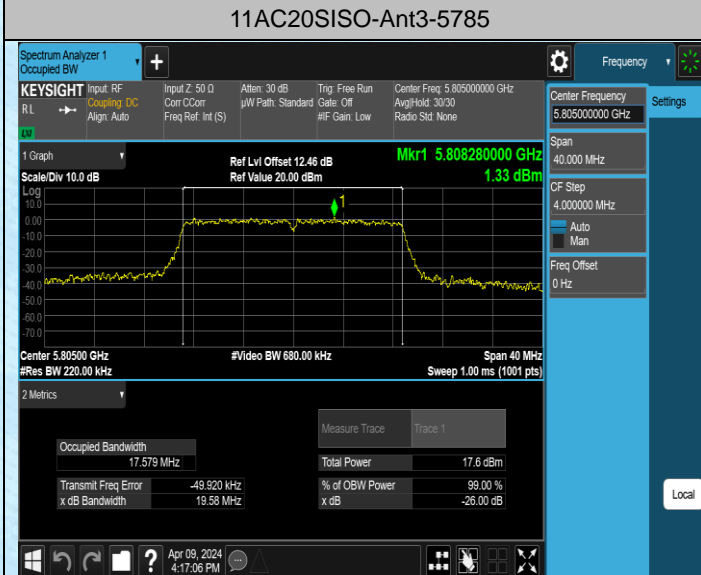 11AC20SISO-Ant3-5785
Spectrum Analyzer 1
Occupied BW
Frequency
KEYSIGHT
RL
LXI
Input: RF
Coupling: DC
Align: Auto
Input Z: 50 Ω
Corr CCorr
Freq Ref: Int (S)
Atten: 30 dB
µW Path: Standard
Trig: Free Run
Gate: Off
#IF Gain: Low
Center Freq: 5.805000000 GHz
Avg|Hold: 30/30
Radio Std: None
Center Frequency
5.805000000 GHz
Settings
Span
40.000 MHz
CF Step
4.000000 MHz
Auto
Man
Freq Offset
0 Hz
1 Graph
Scale/Div 10.0 dB
Ref Lvl Offset 12.46 dB
Ref Value 20.00 dBm
Mkr1 5.808280000 GHz
1.33 dBm
Log
10.0
0.00
-10.0
-20.0
-30.0
-40.0
-50.0
-60.0
-70.0
1
Center 5.80500 GHz
#Video BW 680.00 kHz
Span 40 MHz
#Res BW 220.00 kHz
Sweep 1.00 ms (1001 pts)
2 Metrics
Measure Trace
Trace 1
Occupied Bandwidth
17.579 MHz
Total Power
17.6 dBm
Transmit Freq Error
-49.920 kHz
% of OBW Power
99.00 %
x dB Bandwidth
19.58 MHz
x dB
-26.00 dB
Local
Apr 09, 2024
4:17:06 PM